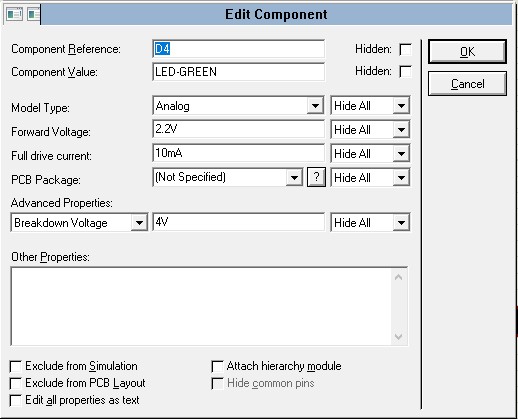 Edit Component
Component Reference: D4 Hidden:
Component Value: LED-GREEN Hidden:
OK
Cancel
Model Type: Analog Hide All
Forward Voltage: 2.2V Hide All
Full drive current: 10mA Hide All
PCB Package: (Not Specified) ? Hide All
Advanced Properties:
Breakdown Voltage 4V Hide All
Other Properties:
Exclude from Simulation Attach hierarchy module
Exclude from PCB Layout Hide common pins
Edit all properties as text